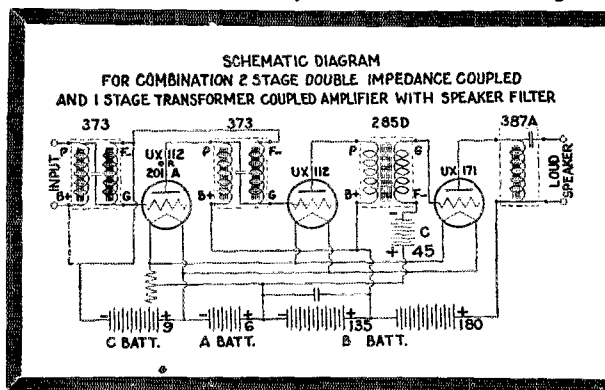 SCHEMATIC DIAGRAM
FOR COMBINATION 2 STAGE DOUBLE IMPEDANCE COUPLED
AND 1 STAGE TRANSFORMER COUPLED AMPLIFIER WITH SPEAKER FILTER
373 373 285D 387A
P F- P F- P G
UX 112 OR 201 A
UX 112
UX 171
INPUT
LOUD SPEAKER
B+ G B+ G B+ F-
- C
+ 45
- + 9 - + 6 - + 135 - + 180
C BATT. A BATT. B BATT.